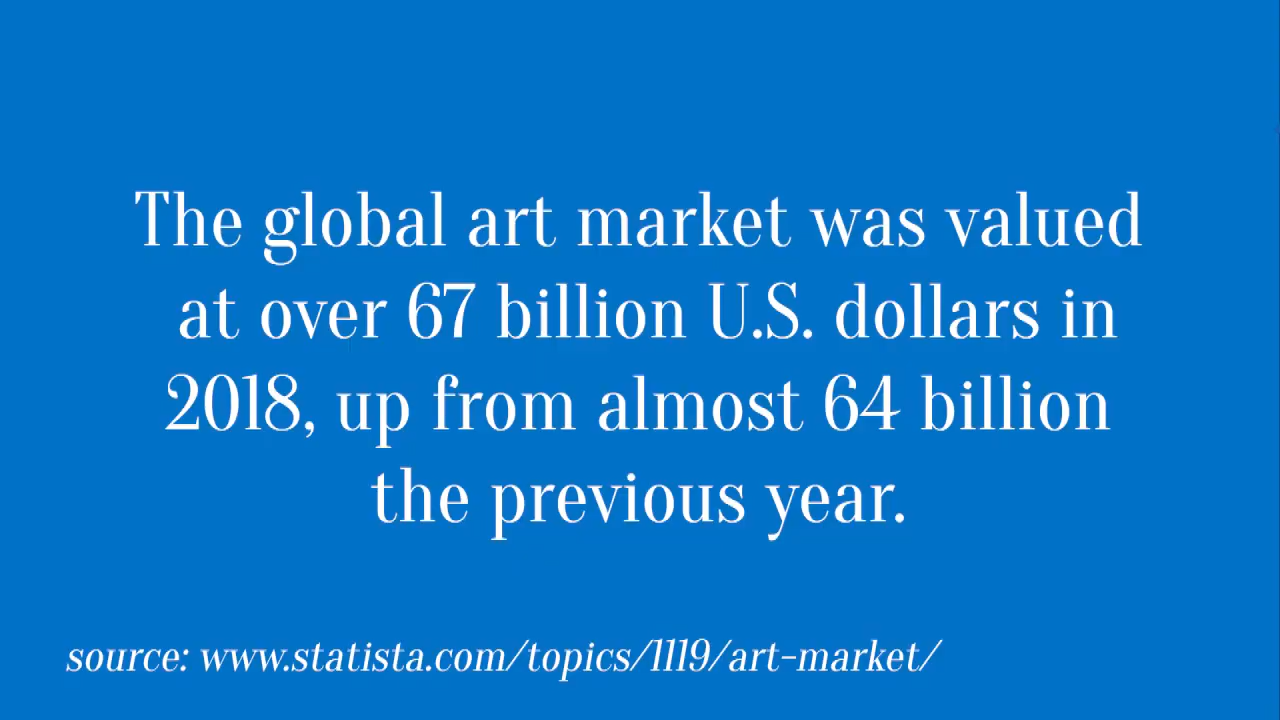 The global art market was valued
at over 67 billion U.S. dollars in
2018, up from almost 64 billion
the previous year.
source: www.statista.com/topics/1119/art-market/